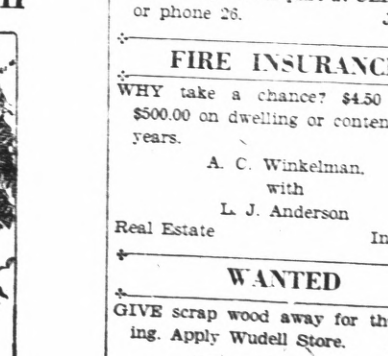 or phone 26.
FIRE INSURANC
WHY take a chance? $4.50
$500.00 on dwelling or conten
years.
A. C. Winkelman.
with
L. J. Anderson
Real Estate In
WANTED
GIVE scrap wood away for th
ing. Apply Wudell Store.